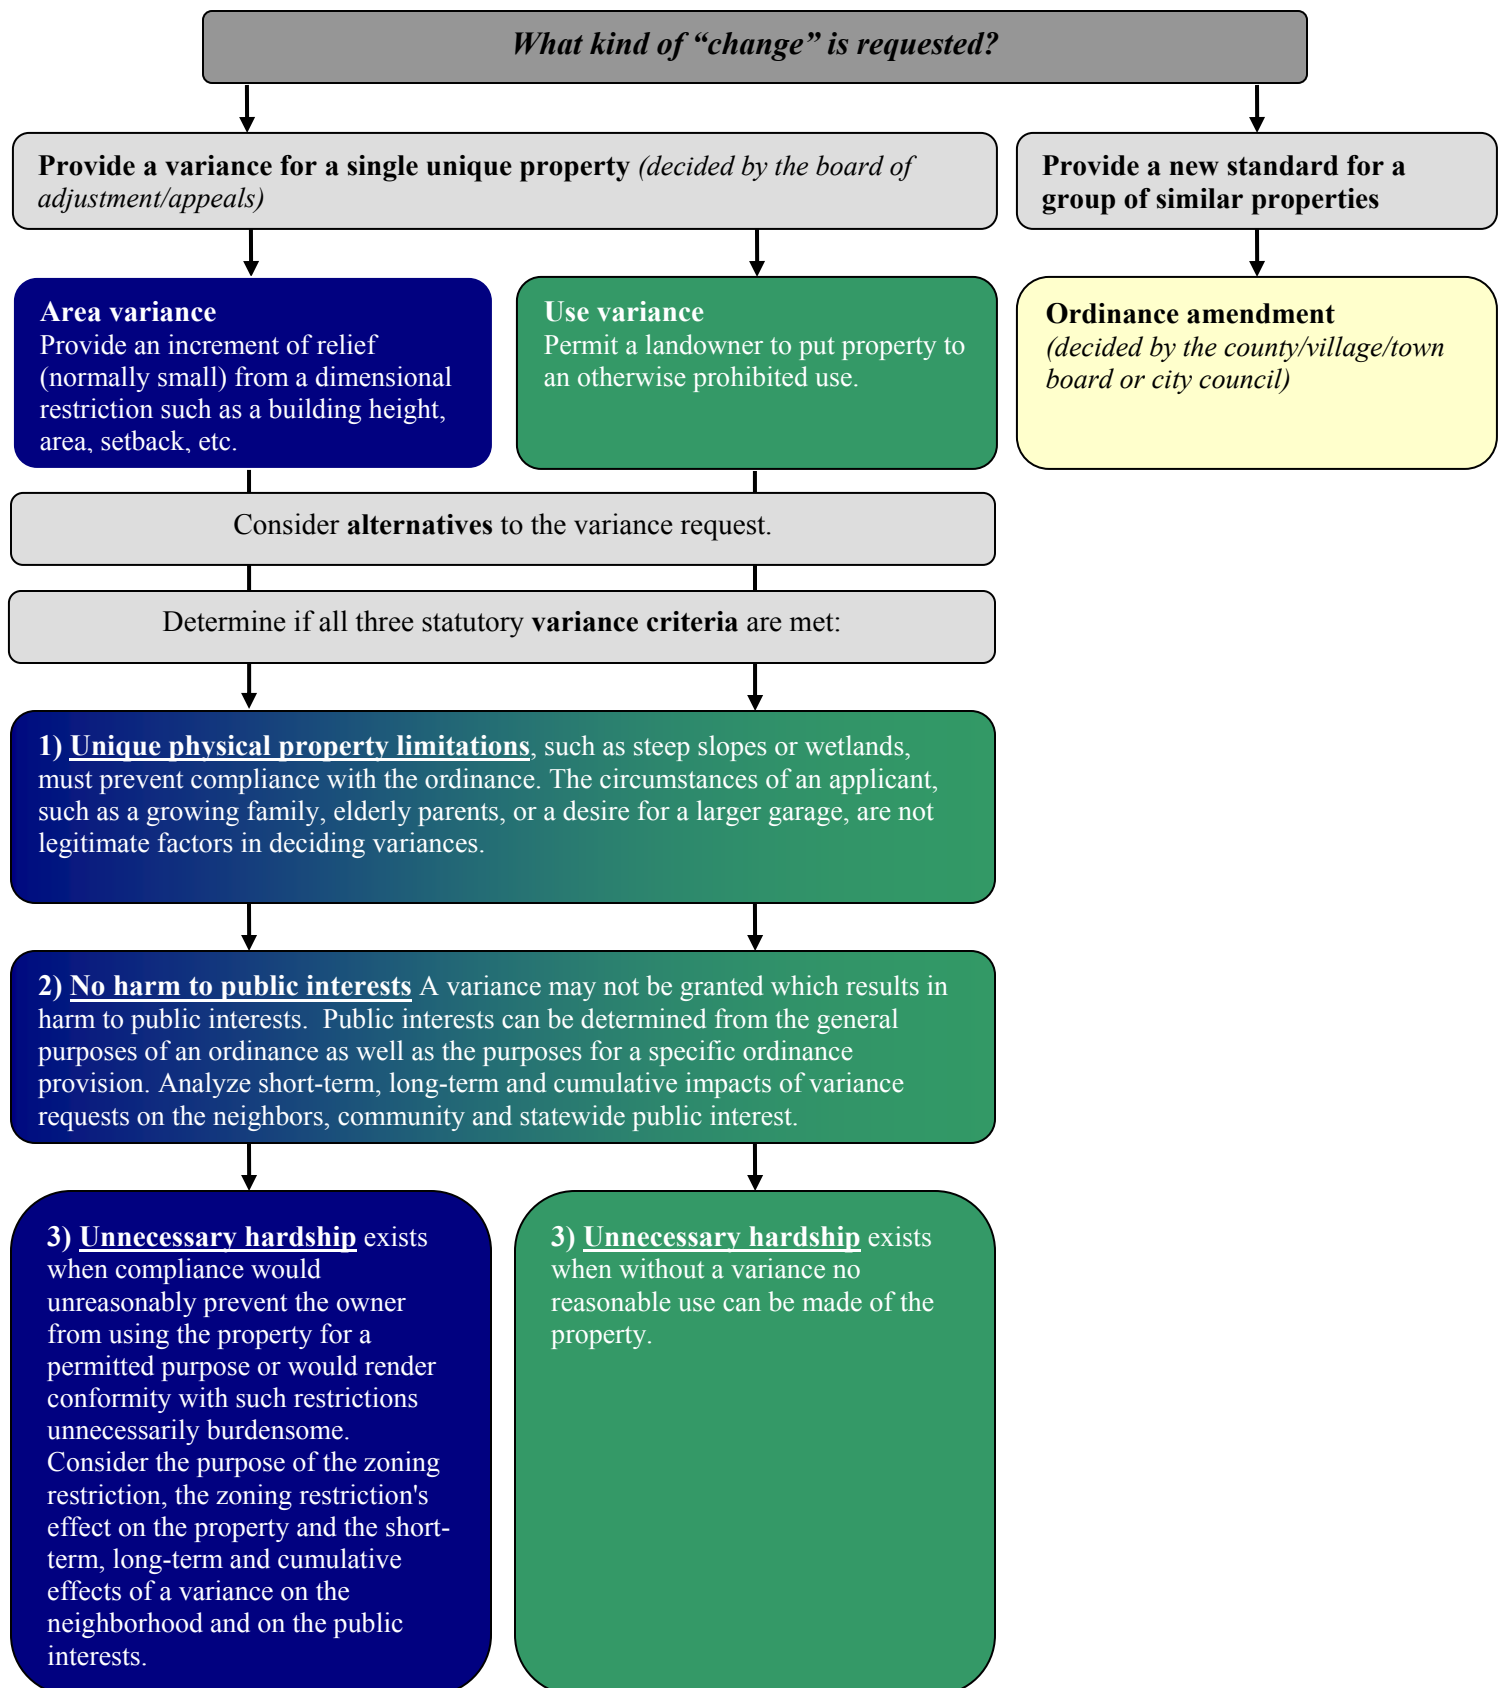 What kind of “change” is requested?
Provide a variance for a single unique property (decided by the board of
adjustment/appeals)
Provide a new standard for a
group of similar properties
Area variance
Provide an increment of relief
(normally small) from a dimensional
restriction such as a building height,
area, setback, etc.
Use variance
Permit a landowner to put property to
an otherwise prohibited use.
Ordinance amendment
(decided by the county/village/town
board or city council)
Consider alternatives to the variance request.
Determine if all three statutory variance criteria are met:
1) Unique physical property limitations, such as steep slopes or wetlands,
must prevent compliance with the ordinance. The circumstances of an applicant,
such as a growing family, elderly parents, or a desire for a larger garage, are not
legitimate factors in deciding variances.
2) No harm to public interests A variance may not be granted which results in
harm to public interests.  Public interests can be determined from the general
purposes of an ordinance as well as the purposes for a specific ordinance
provision. Analyze short-term, long-term and cumulative impacts of variance
requests on the neighbors, community and statewide public interest.
3) Unnecessary hardship exists
when compliance would
unreasonably prevent the owner
from using the property for a
permitted purpose or would render
conformity with such restrictions
unnecessarily burdensome.
Consider the purpose of the zoning
restriction, the zoning restriction's
effect on the property and the short-
term, long-term and cumulative
effects of a variance on the
neighborhood and on the public
interests.
3) Unnecessary hardship exists
when without a variance no
reasonable use can be made of the
property.